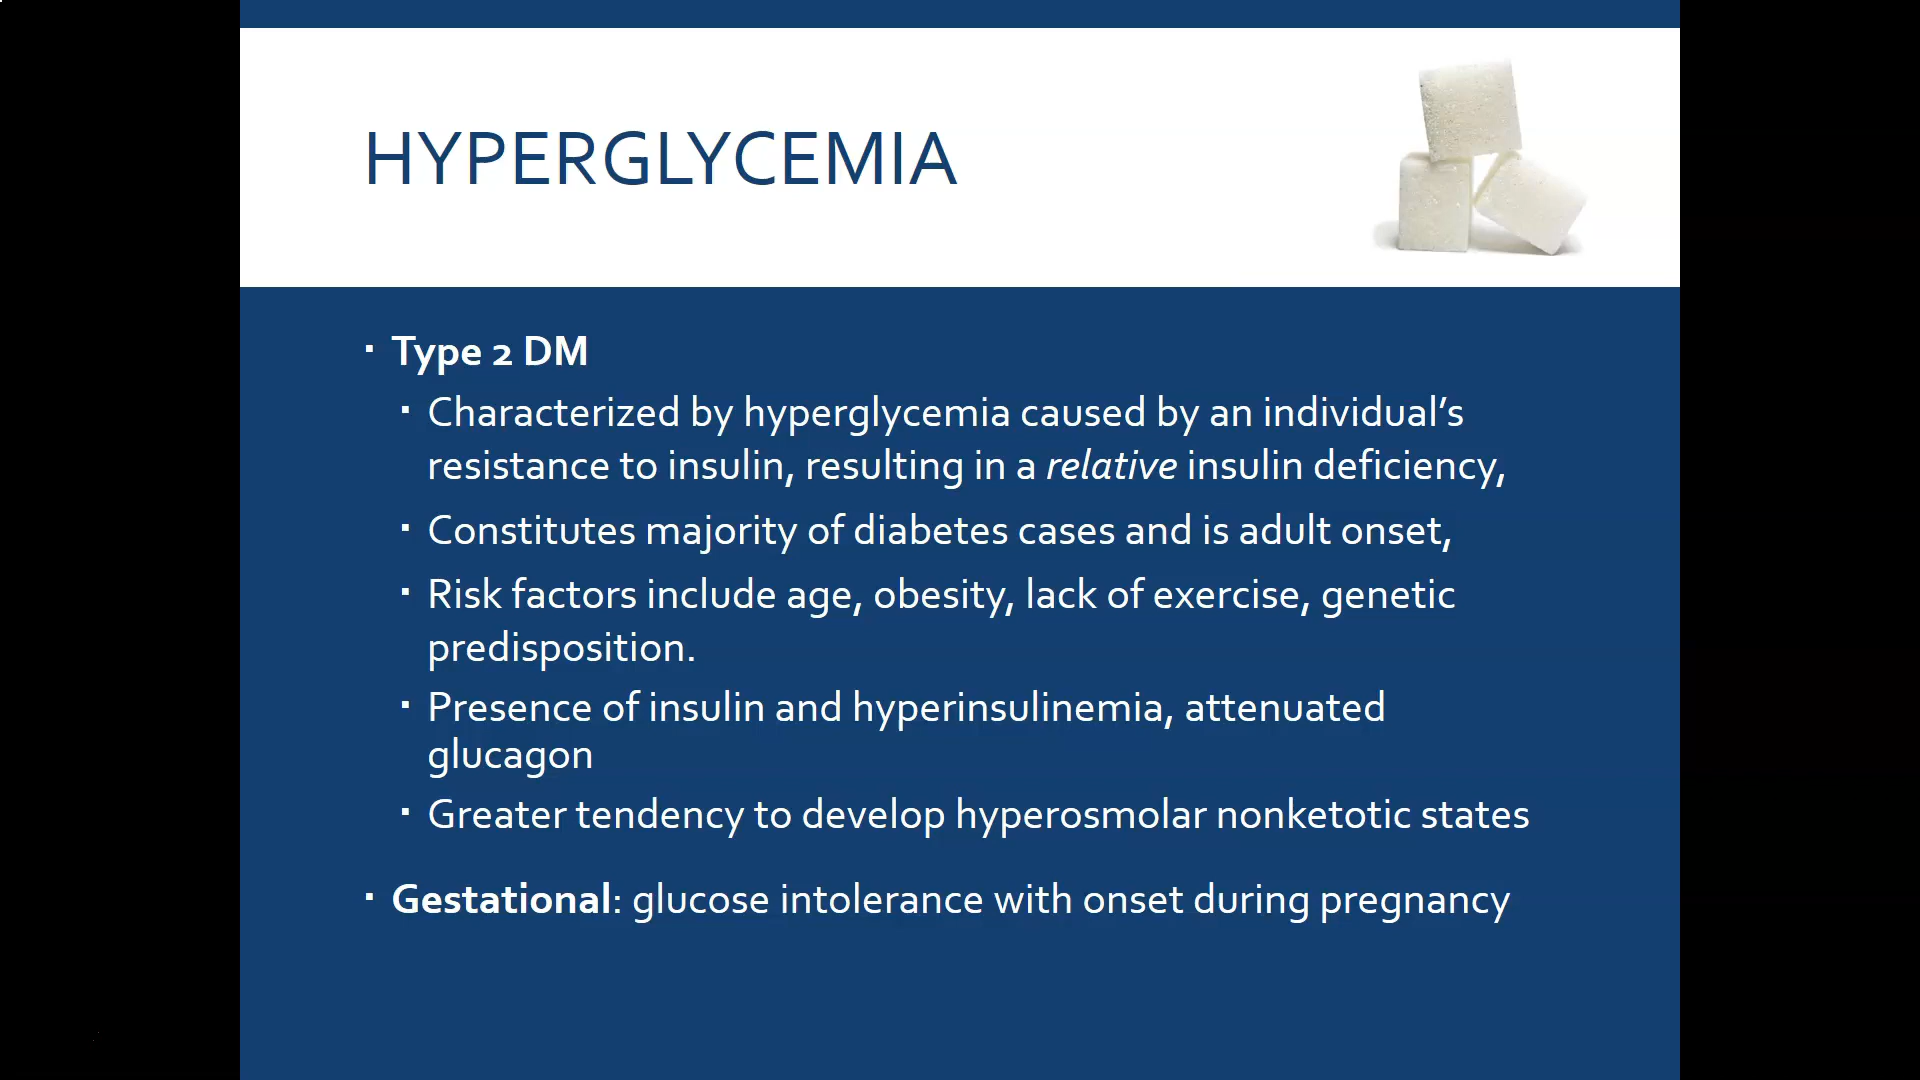 HYPERGLYCEMIA
▪ Type 2 DM
▪ Characterized by hyperglycemia caused by an individual’s
resistance to insulin, resulting in a relative insulin deficiency,
▪ Constitutes majority of diabetes cases and is adult onset,
▪ Risk factors include age, obesity, lack of exercise, genetic
predisposition.
▪ Presence of insulin and hyperinsulinemia, attenuated
glucagon
▪ Greater tendency to develop hyperosmolar nonketotic states
▪ Gestational: glucose intolerance with onset during pregnancy